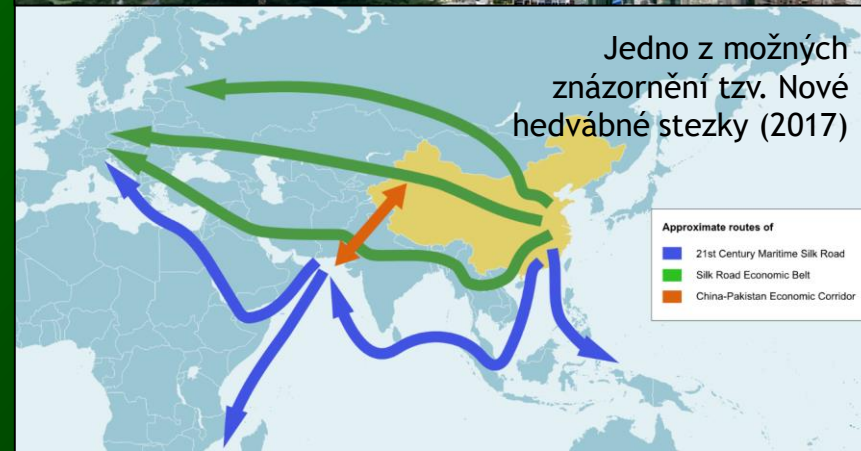 Jedno z možných
znázornění tzv. Nové
hedvábné stezky (2017)
Approximate routes of
21st Century Maritime Silk Road
Silk Road Economic Belt
China-Pakistan Economic Corridor